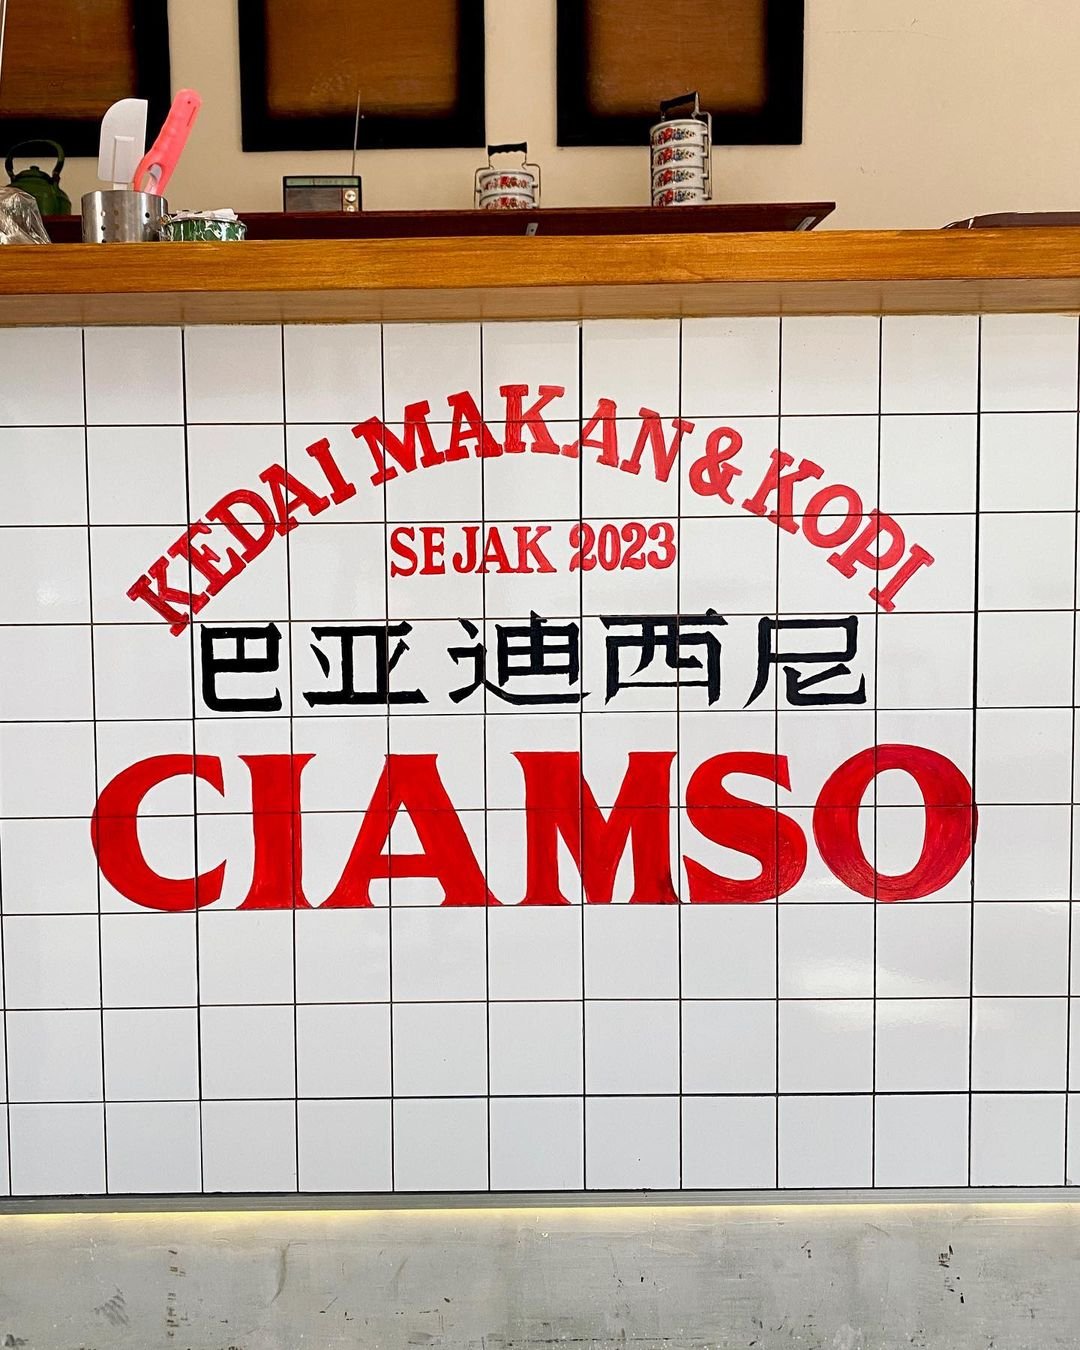 KEDAI MAKAN & KOPI
SEJAK 2023
巴亚迪西尼
CIAMSO